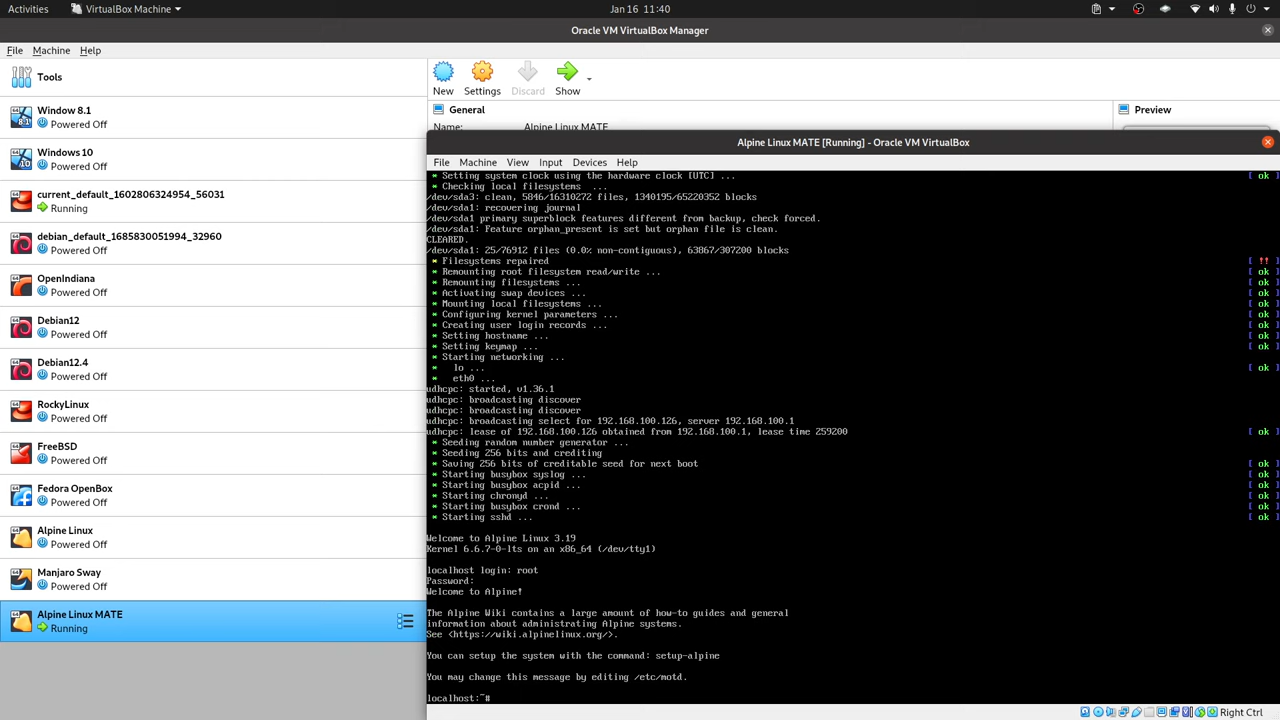 Activities
VirtualBox Machine
Jan 16 11:40
Oracle VM VirtualBox Manager
File Machine Help
Tools
New Settings Discard Show
General
Preview
Name: Alpine Linux MATE
Window 8.1
Powered Off
Windows 10
Powered Off
current_default_1602806324954_56031
Running
debian_default_1685830051994_32960
Powered Off
OpenIndiana
Powered Off
Debian12
Powered Off
Debian12.4
Powered Off
RockyLinux
Powered Off
FreeBSD
Powered Off
Fedora OpenBox
Powered Off
Alpine Linux
Powered Off
Manjaro Sway
Powered Off
Alpine Linux MATE
Running
Alpine Linux MATE [Running] - Oracle VM VirtualBox
File Machine View Input Devices Help
* Setting system clock using the hardware clock [UTC] ... [ ok ]
* Checking local filesystems ...
/dev/sda3: clean, 5846/16310272 files, 1340195/65220352 blocks
/dev/sda1: recovering journal
/dev/sda1 primary superblock features different from backup, check forced.
/dev/sda1: Feature orphan_present is set but orphan file is clean.
CLEARED.
/dev/sda1: 25/76912 files (0.0% non-contiguous), 63867/307200 blocks
* Filesystems repaired [ !! ]
* Remounting root filesystem read/write ... [ ok ]
* Remounting filesystems ... [ ok ]
* Activating swap devices ... [ ok ]
* Mounting local filesystems ... [ ok ]
* Configuring kernel parameters ... [ ok ]
* Creating user login records ... [ ok ]
* Setting hostname ... [ ok ]
* Setting keymap ... [ ok ]
* Starting networking ...
* lo ... [ ok ]
* eth0 ...
udhcpc: started, v1.36.1
udhcpc: broadcasting discover
udhcpc: broadcasting discover
udhcpc: broadcasting select for 192.168.100.126, server 192.168.100.1
udhcpc: lease of 192.168.100.126 obtained from 192.168.100.1, lease time 259200 [ ok ]
* Seeding random number generator ...
* Seeding 256 bits and crediting
* Saving 256 bits of creditable seed for next boot [ ok ]
* Starting busybox syslog ... [ ok ]
* Starting busybox acpid ... [ ok ]
* Starting chronyd ... [ ok ]
* Starting busybox crond ... [ ok ]
* Starting sshd ... [ ok ]
Welcome to Alpine Linux 3.19
Kernel 6.6.7-0-lts on an x86_64 (/dev/tty1)
localhost login: root
Password:
Welcome to Alpine!
The Alpine Wiki contains a large amount of how-to guides and general
information about administrating Alpine systems.
See <https://wiki.alpinelinux.org/>.
You can setup the system with the command: setup-alpine
You may change this message by editing /etc/motd.
localhost:~#
Right Ctrl